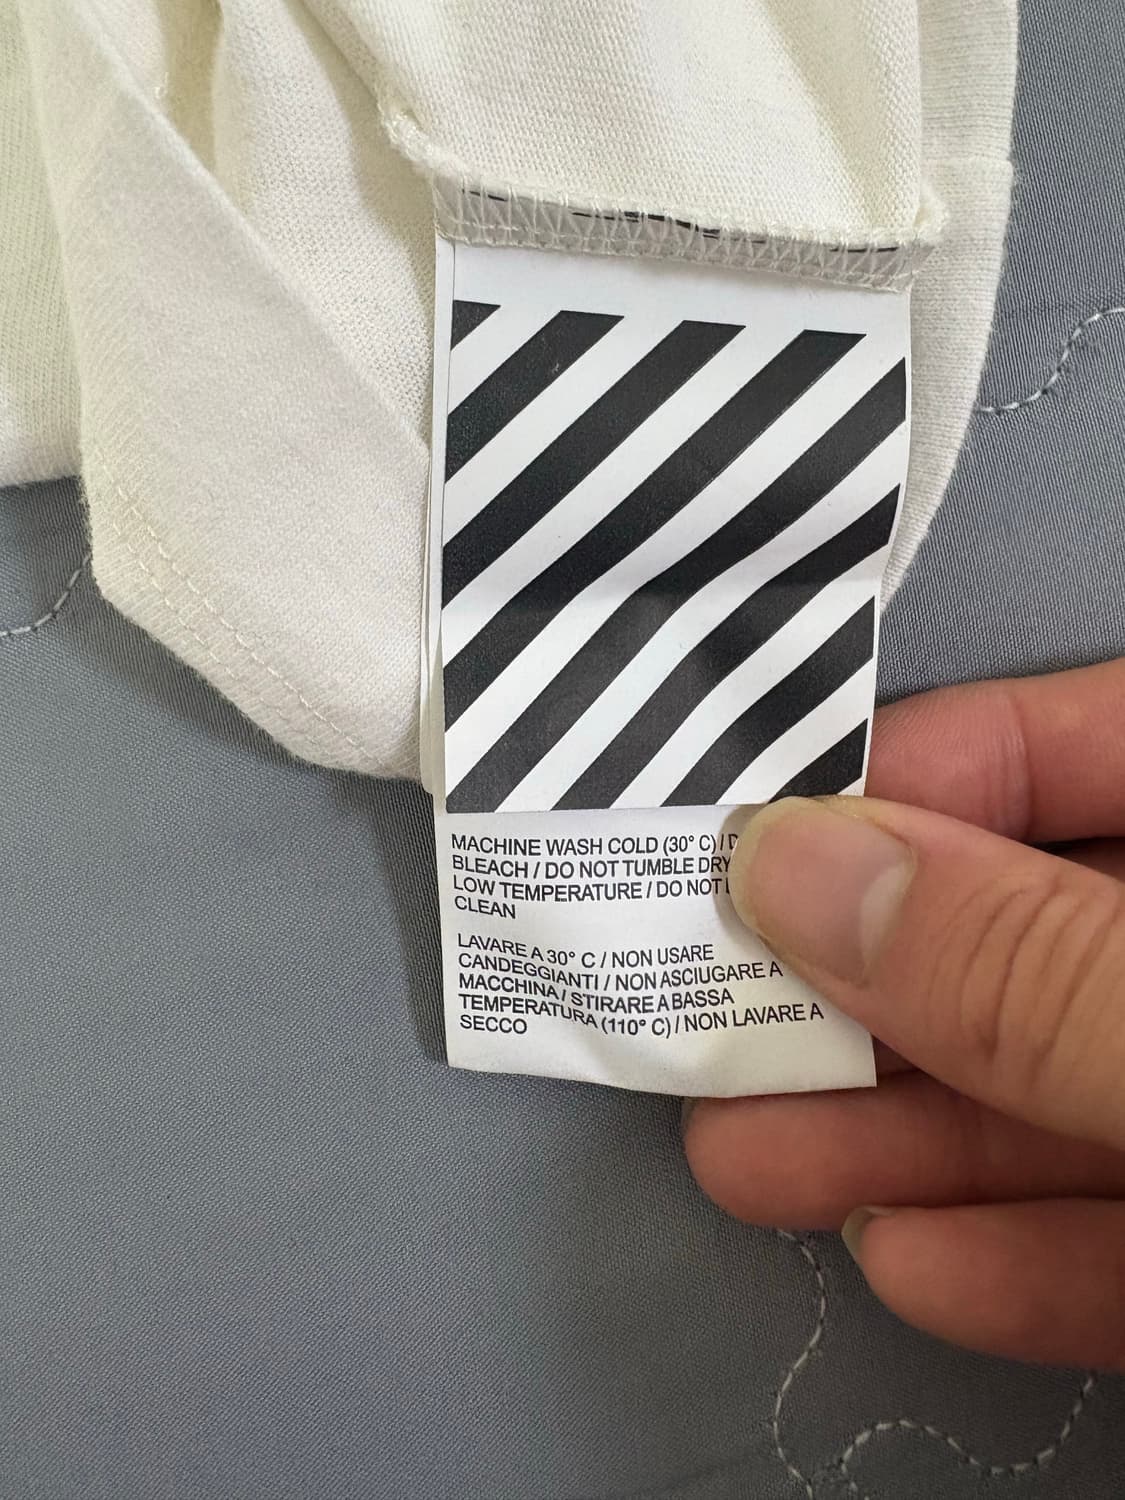 MACHINE WASH COLD (30° C) /
BLEACH / DO NOT TUMBLE DRY
LOW TEMPERATURE / DO NOT
CLEAN
LAVARE A 30° C / NON USARE
CANDEGGIANTI / NON ASCIUGARE A
MACCHINA / STIRARE A BASSA
TEMPERATURA (110° C) / NON LAVARE A
SECCO